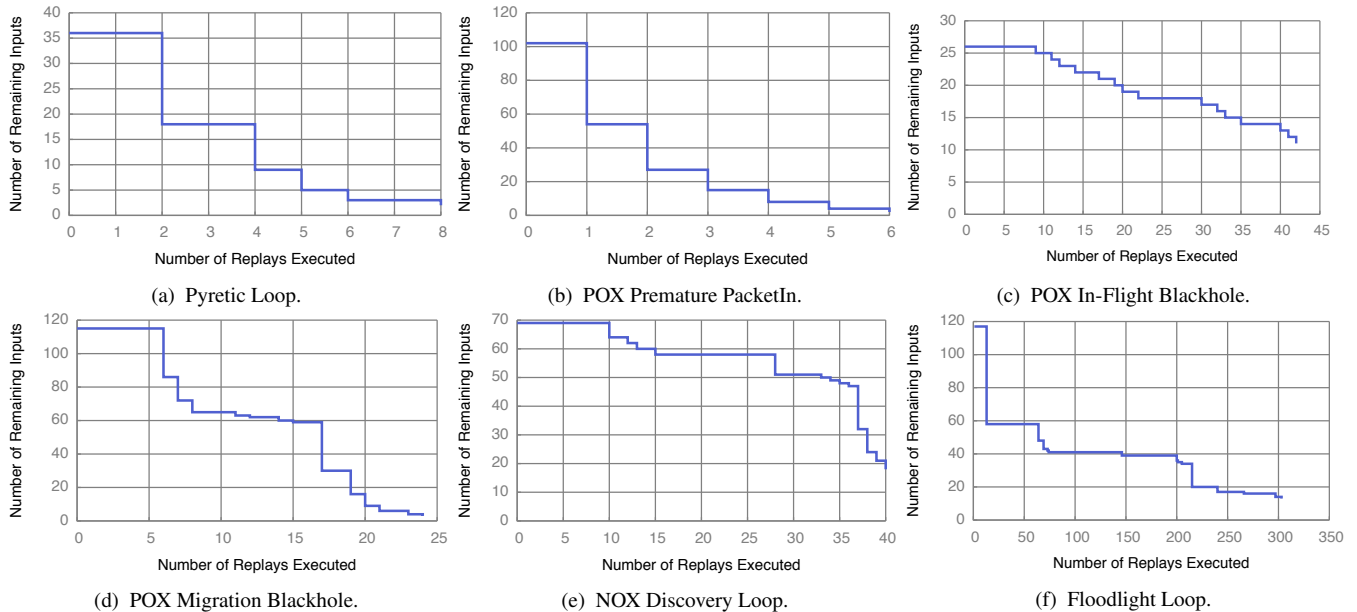 40
35
30
25
20
15
10
5
0
Number of Remaining Inputs
0 1 2 3 4 5 6 7 8
Number of Replays Executed
(a) Pyretic Loop.
120
100
80
60
40
20
0
Number of Remaining Inputs
0 1 2 3 4 5 6
Number of Replays Executed
(b) POX Premature PacketIn.
30
25
20
15
10
5
0
Number of Remaining Inputs
0 5 10 15 20 25 30 35 40 45
Number of Replays Executed
(c) POX In-Flight Blackhole.
120
100
80
60
40
20
0
Number of Remaining Inputs
0 5 10 15 20 25
Number of Replays Executed
(d) POX Migration Blackhole.
70
60
50
40
30
20
10
0
Number of Remaining Inputs
0 5 10 15 20 25 30 35 40
Number of Replays Executed
(e) NOX Discovery Loop.
120
100
80
60
40
20
0
Number of Remaining Inputs
0 50 100 150 200 250 300 350
Number of Replays Executed
(f) Floodlight Loop.